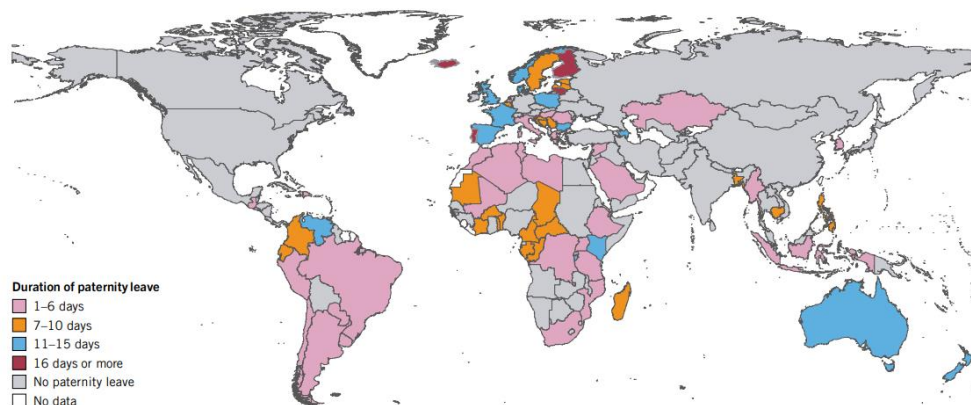 Duration of paternity leave
1–6 days
7–10 days
11–15 days
16 days or more
No paternity leave
No data